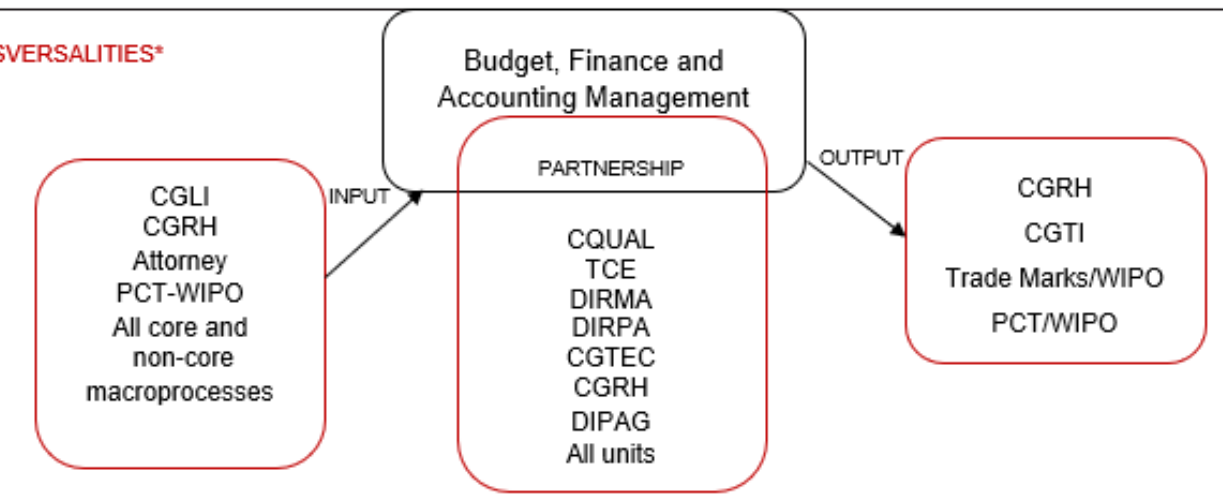 SVERSALITIES*
Budget, Finance and
Accounting Management
PARTNERSHIP
INPUT
OUTPUT
CGLI
CGRH
Attorney
PCT-WIPO
All core and
non-core
macroprocesses
CQUAL
TCE
DIRMA
DIRPA
CGTEC
CGRH
DIPAG
All units
CGRH
CGTI
Trade Marks/WIPO
PCT/WIPO